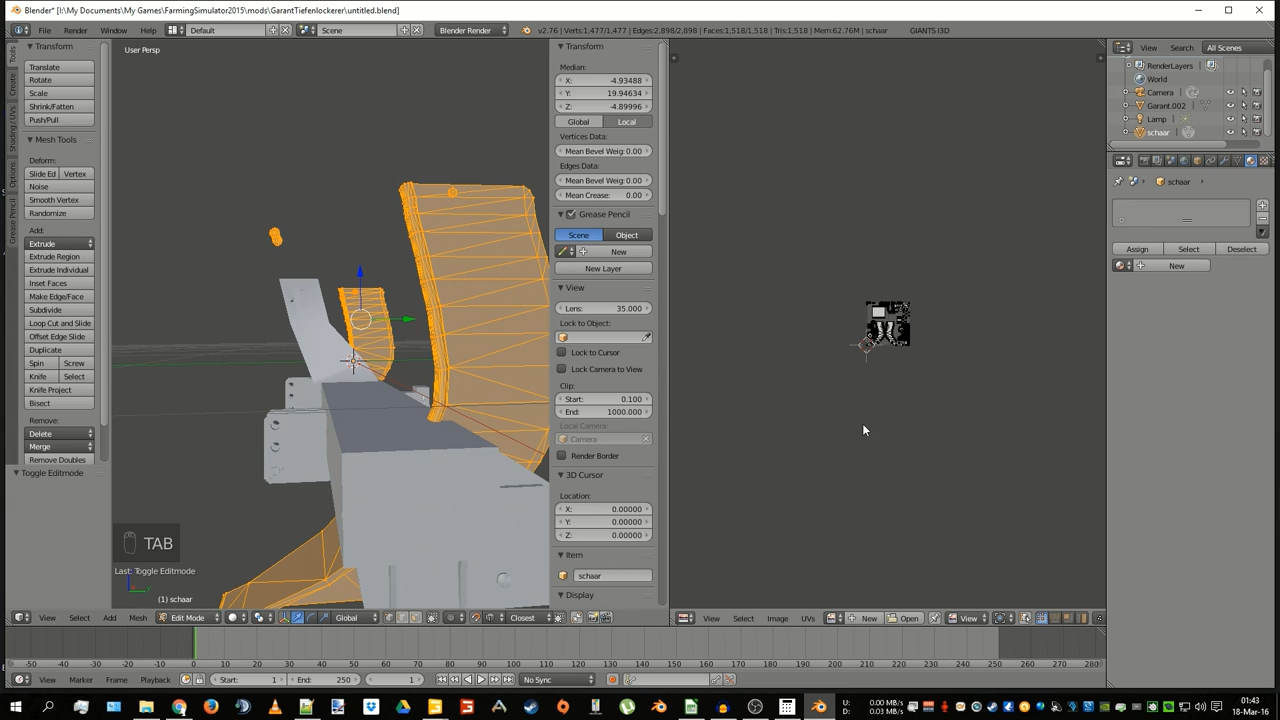 Blender* [I:\My Documents\My Games\FarmingSimulator2015\mods\GarantTiefenlockerer\untitled.blend]
File Render Window Help Default Scene Blender Render v2.76 | Verts:1,477/1,477 | Edges:2,898/2,898 | Faces:1,518/1,518 | Tris:1,518 | Mem:62.76M | schaar GIANTS I3D
Tools
Create
Shading / UVs
Options
Grease Pencil
Transform
Translate
Rotate
Scale
Shrink/Fatten
Push/Pull
Mesh Tools
Deform:
Slide Ed Vertex
Noise
Smooth Vertex
Randomize
Add:
Extrude
Extrude Region
Extrude Individual
Inset Faces
Make Edge/Face
Subdivide
Loop Cut and Slide
Offset Edge Slide
Duplicate
Spin Screw
Knife Select
Knife Project
Bisect
Remove:
Delete
Merge
Remove Doubles
Toggle Editmode
User Persp
TAB
Last: Toggle Editmode
(1) schaar
Transform
Median:
X: -4.93488
Y: 19.94634
Z: -4.89996
Global Local
Vertices Data:
Mean Bevel Weig: 0.00
Edges Data:
Mean Bevel Weig: 0.00
Mean Crease: 0.00
Grease Pencil
Scene Object
New
New Layer
View
Lens: 35.000
Lock to Object:
Lock to Cursor
Lock Camera to View
Clip:
Start: 0.100
End: 1000.000
Local Camera:
Camera
Render Border
3D Cursor
Location:
X: 0.00000
Y: 0.00000
Z: 0.00000
Item
schaar
Display
View Search All Scenes
RenderLayers
World
Camera
Garant.002
Lamp
schaar
schaar
Assign Select Deselect
New
View Select Add Mesh Edit Mode Global Closest
View Select Image UVs New Open View
-50 -40 -30 -20 -10 0 10 20 30 40 50 60 70 80 90 100 110 120 130 140 150 160 170 180 190 200 210 220 230 240 250 260 270 280
View Marker Frame Playback Start: 1 End: 250 1 No Sync
U: 0.00 MB/s
D: 0.03 MB/s
01:43
18-Mar-16